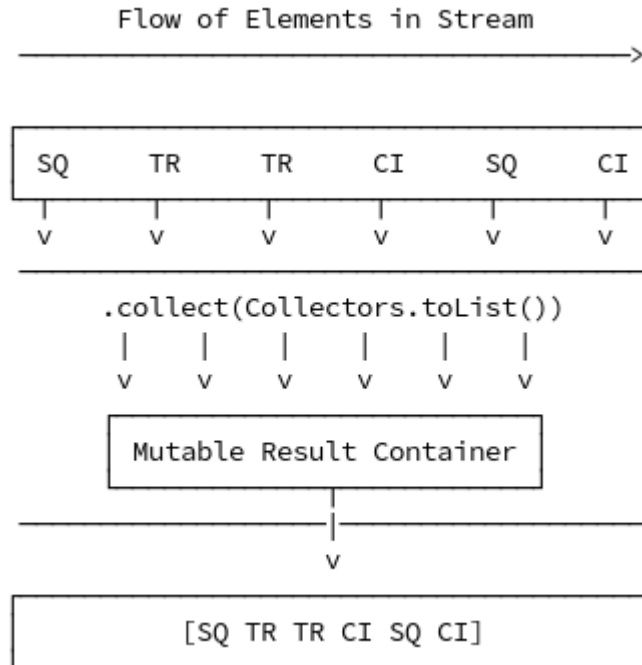 Flow of Elements in Stream
SQ TR TR CI SQ CI
v v v v v v
.collect(Collectors.toList())
| | | | | |
v v v v v v
Mutable Result Container
|
v
[SQ TR TR CI SQ CI]